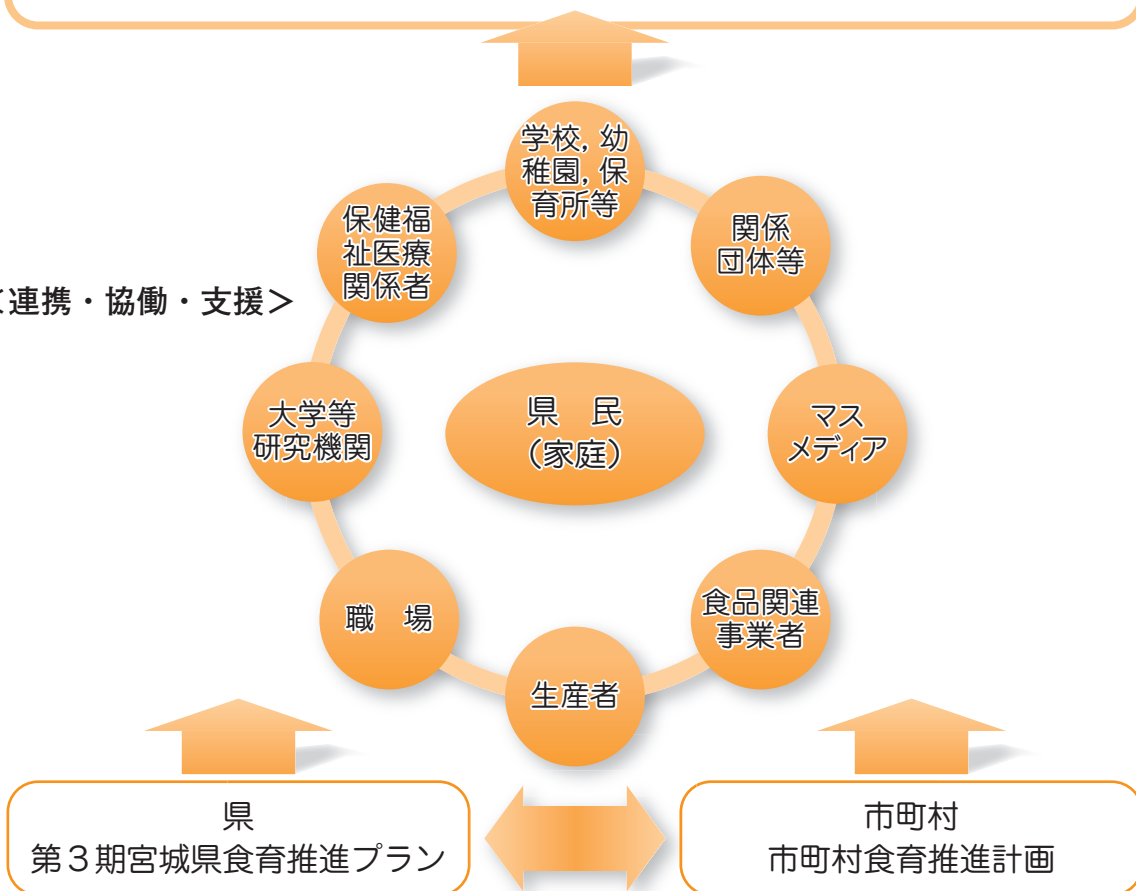 学校, 幼
稚園, 保
育所等
保健福
祉医療
関係者
関係
団体等
<連携・協働・支援>
大学等
研究機関
県　民
(家庭)
マス
メディア
職　場
食品関連
事業者
生産者
県
第３期宮城県食育推進プラン
市町村
市町村食育推進計画